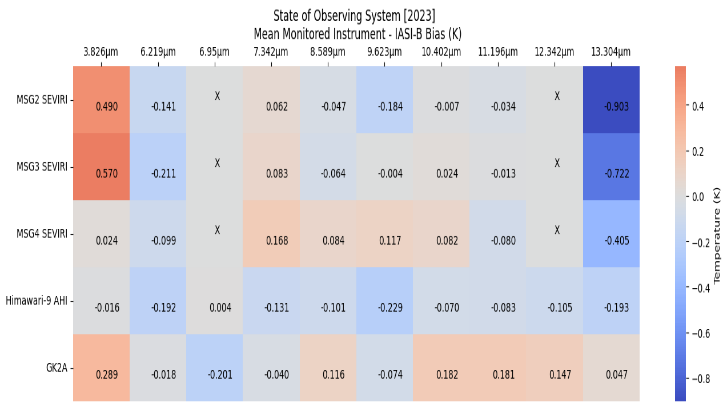 State of Observing System [2023]
Mean Monitored Instrument - IASI-B Bias (K)
3.826μm 6.219μm 6.95μm 7.342μm 8.589μm 9.623μm 10.402μm 11.196μm 12.342μm 13.304μm
MSG2 SEVIRI 0.490 -0.141 X 0.062 -0.047 -0.184 -0.007 -0.034 X -0.903
MSG3 SEVIRI 0.570 -0.211 X 0.083 -0.064 -0.004 0.024 -0.013 X -0.722
MSG4 SEVIRI 0.024 -0.099 X 0.168 0.084 0.117 0.082 -0.080 X -0.405
Himawari-9 AHI -0.016 -0.192 0.004 -0.131 -0.101 -0.229 -0.070 -0.083 -0.105 -0.193
GK2A 0.289 -0.018 -0.201 -0.040 0.116 -0.074 0.182 0.181 0.147 0.047
0.4
0.2
0.0
−0.2
−0.4
−0.6
−0.8
Temperature (K)